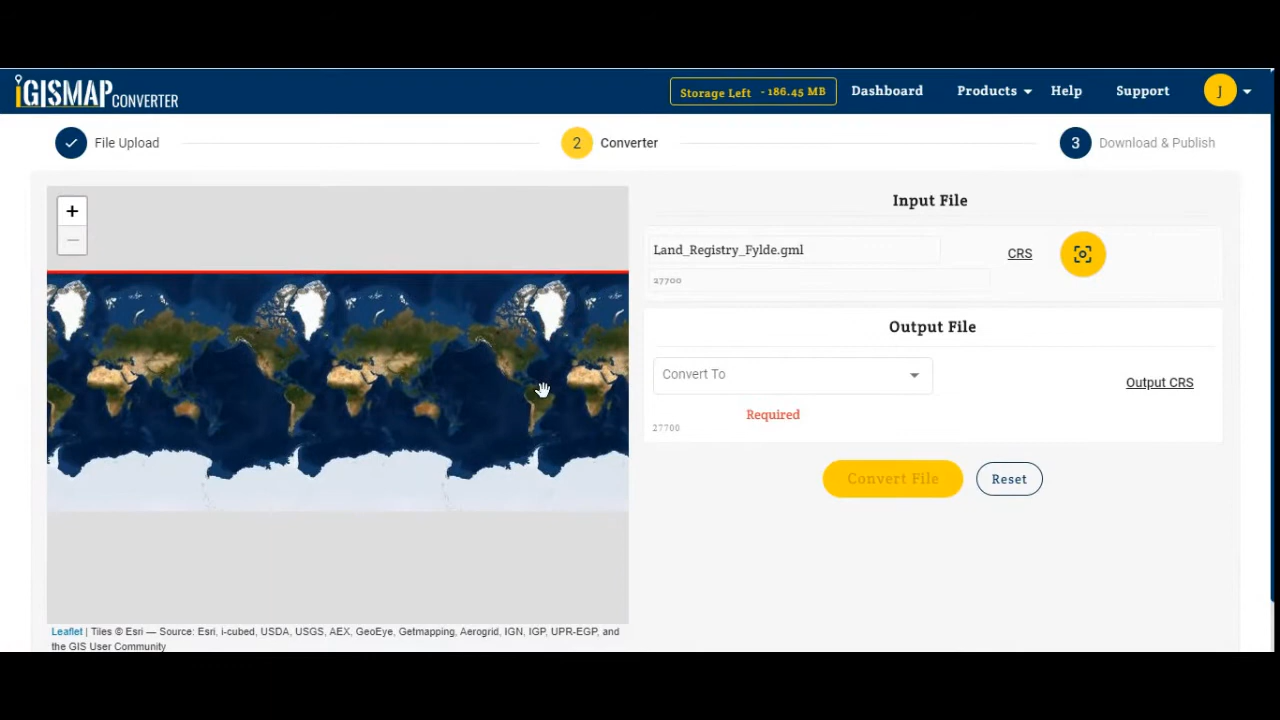 iGISMAP CONVERTER
Storage Left - 186.45 MB
Dashboard
Products
Help
Support
J
File Upload
2
Converter
3
Download & Publish
+
−
Input File
Land_Registry_Fylde.gml
CRS
27700
Output File
Convert To
Output CRS
Required
27700
Convert File
Reset
Leaflet | Tiles © Esri — Source: Esri, i-cubed, USDA, USGS, AEX, GeoEye, Getmapping, Aerogrid, IGN, IGP, UPR-EGP, and
the GIS User Community